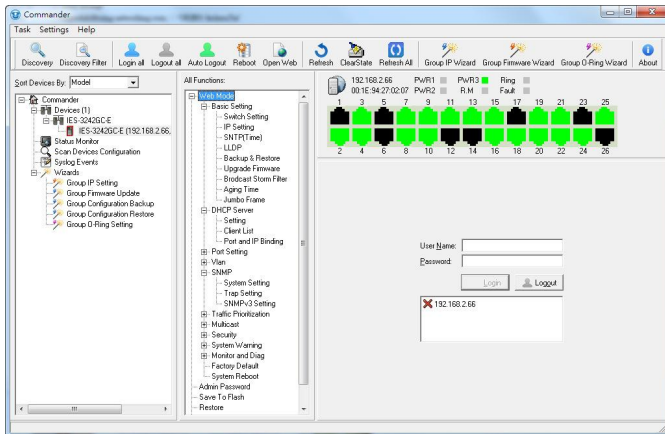 Commander
Task Settings Help
Discovery Discovery Filter Login all Logout all Auto Logout Reboot Open Web Refresh ClearState Refresh All Group IP Wizard Group Firmware Wizard Group O-Ring Wizard About
Sort Devices By: Model
Commander
Devices (1)
IES-3242GC-E
IES-3242GC-E (192.168.2.66,
Status Monitor
Scan Devices Configuration
Syslog Events
Wizards
Group IP Setting
Group Firmware Update
Group Configuration Backup
Group Configuration Restore
Group O-Ring Setting
All Functions:
Web Mode
Basic Setting
Switch Setting
IP Setting
SNTP(Time)
LLDP
Backup & Restore
Upgrade Firmware
Brodcast Storm Filter
Aging Time
Jumbo Frame
DHCP Server
Setting
Client List
Port and IP Binding
Port Setting
Vlan
SNMP
System Setting
Trap Setting
SNMPv3 Setting
Traffic Prioritization
Multicast
Security
System Warning
Monitor and Diag
Factory Default
System Reboot
Admin Password
Save To Flash
Restore
192.168.2.66 PWR1 PWR3 Ring
00:1E:94:27:02:07 PWR2 R.M Fault
1 3 5 7 9 11 13 15 17 19 21 23 25
2 4 6 8 10 12 14 16 18 20 22 24 26
User Name:
Password:
Login Logout
192.168.2.66